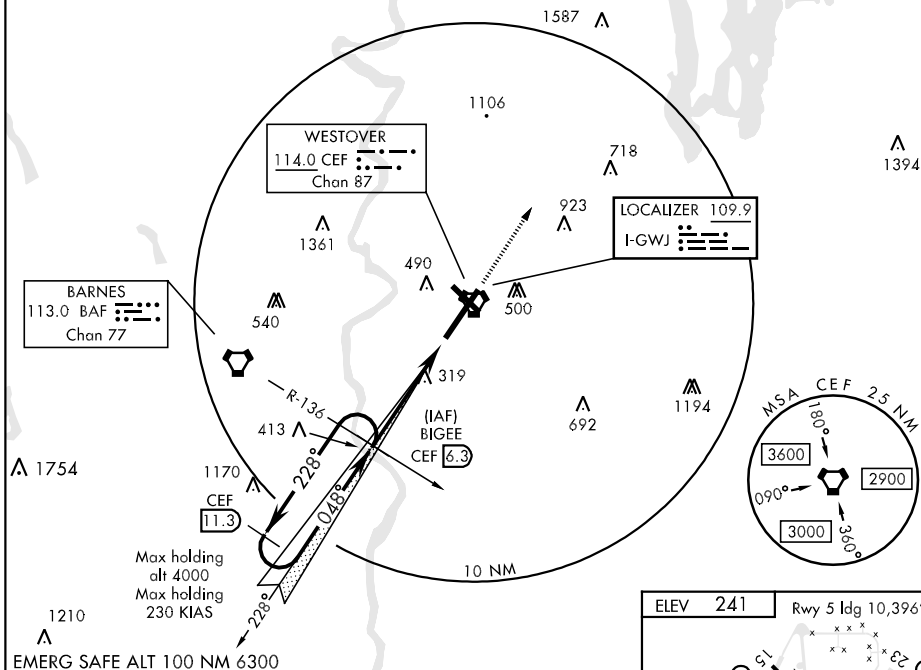 1587
1106
WESTOVER
114.0 CEF
Chan 87
718
1394
923
LOCALIZER 109.9
I-GWJ
1361
490
BARNES
113.0 BAF
Chan 77
540
500
319
R-136
(IAF)
BIGEE
CEF 6.3
413
692
1194
MSA CEF 25 NM
180°
3600
2900
090°
3000
360°
1754
1170
228°
048°
CEF
11.3
Max holding
alt 4000
Max holding
230 KIAS
10 NM
228°
1210
EMERG SAFE ALT 100 NM 6300
ELEV 241
Rwy 5 ldg 10,396'
15
23